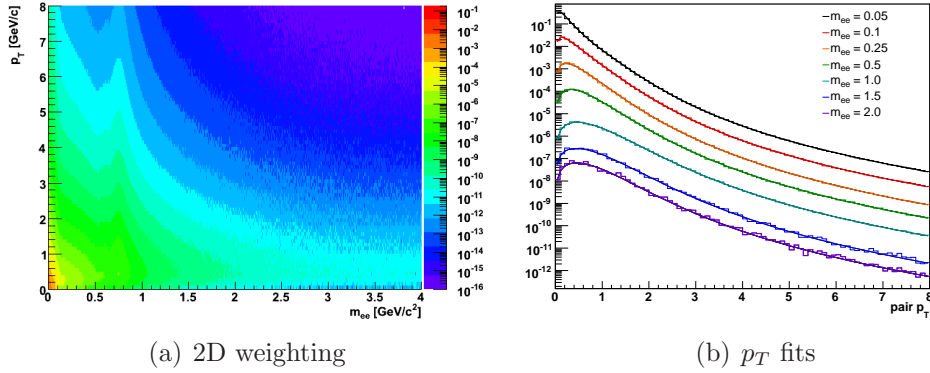 p_T [GeV/c]
8
7
6
5
4
3
2
1
0
0 0.5 1 1.5 2 2.5 3 3.5 4
m_ee [GeV/c²]
10⁻¹
10⁻²
10⁻³
10⁻⁴
10⁻⁵
10⁻⁶
10⁻⁷
10⁻⁸
10⁻⁹
10⁻¹⁰
10⁻¹¹
10⁻¹²
10⁻¹³
10⁻¹⁴
10⁻¹⁵
10⁻¹⁶
(a) 2D weighting
10⁻¹
10⁻²
10⁻³
10⁻⁴
10⁻⁵
10⁻⁶
10⁻⁷
10⁻⁸
10⁻⁹
10⁻¹⁰
10⁻¹¹
10⁻¹²
m_ee = 0.05
m_ee = 0.1
m_ee = 0.25
m_ee = 0.5
m_ee = 1.0
m_ee = 1.5
m_ee = 2.0
0 1 2 3 4 5 6 7 8
pair p_T
(b) p_T fits